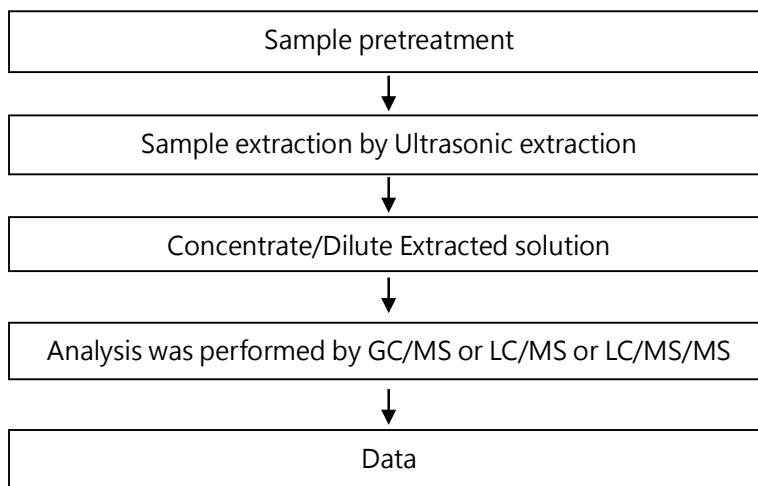 Sample pretreatment
Sample extraction by Ultrasonic extraction
Concentrate/Dilute Extracted solution
Analysis was performed by GC/MS or LC/MS or LC/MS/MS
Data